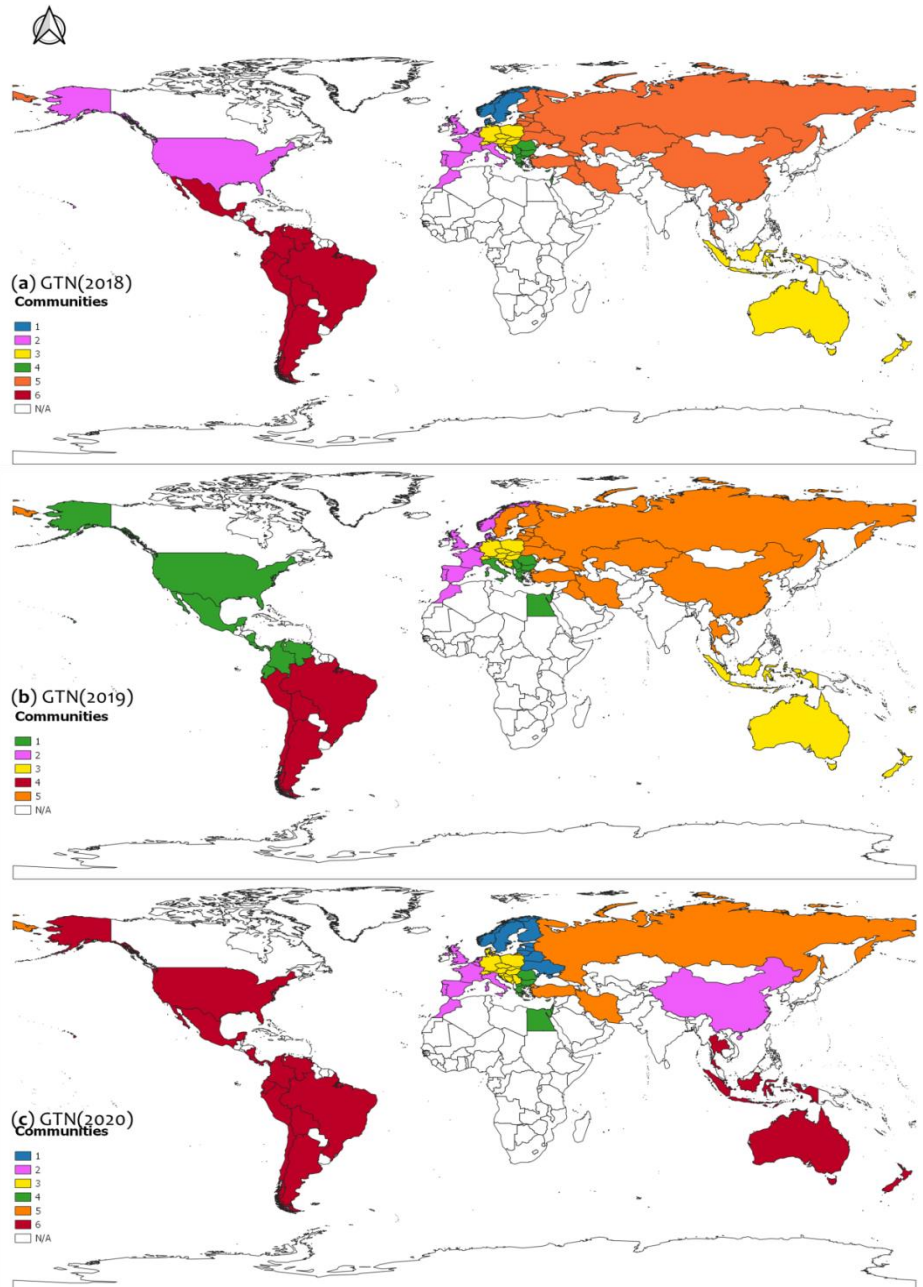 (a) GTN(2018)
Communities
1
2
3
4
5
6
N/A
(b) GTN(2019)
Communities
1
2
3
4
5
N/A
(c) GTN(2020)
Communities
1
2
3
4
5
6
N/A